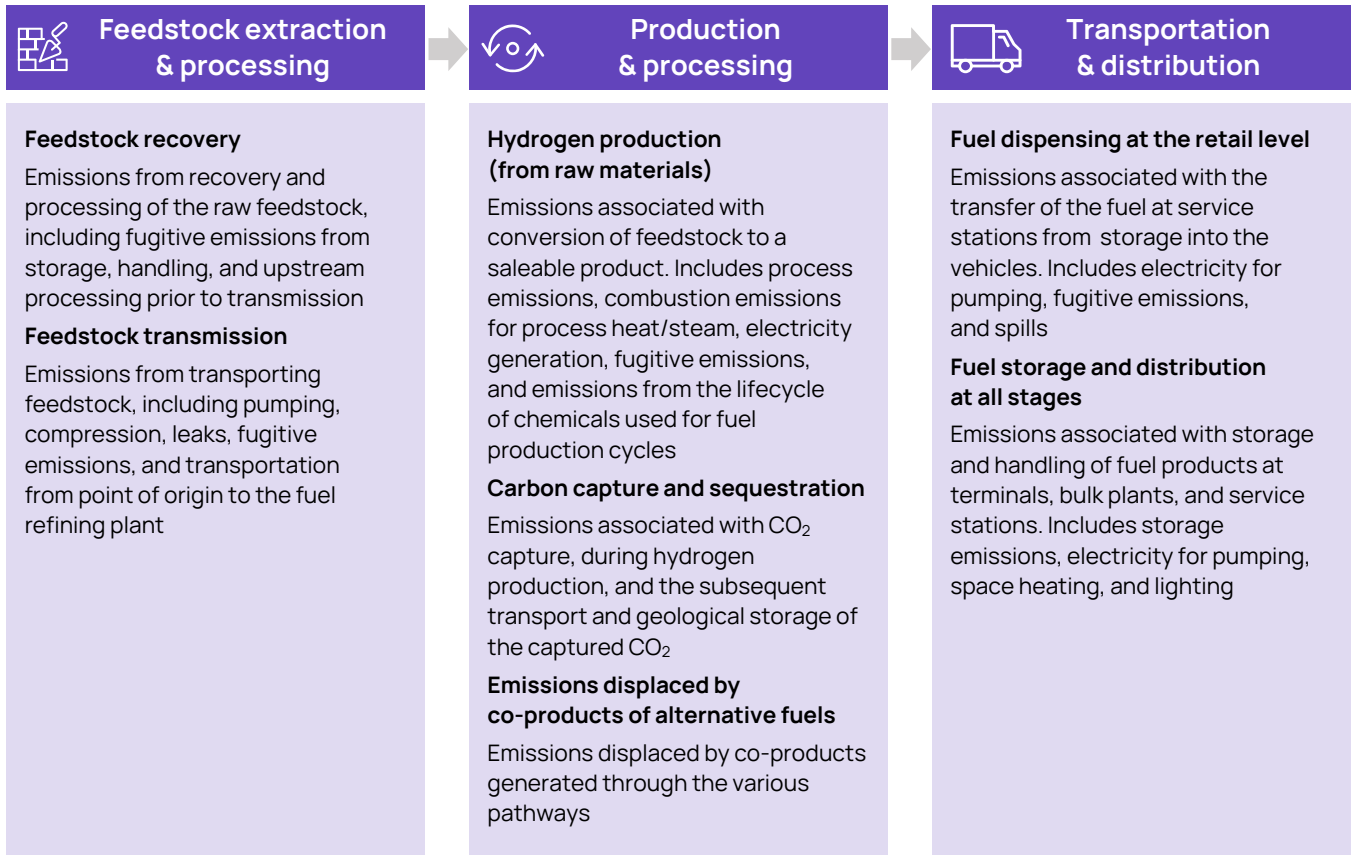 Feedstock extraction
& processing
Feedstock recovery
Emissions from recovery and
processing of the raw feedstock,
including fugitive emissions from
storage, handling, and upstream
processing prior to transmission
Feedstock transmission
Emissions from transporting
feedstock, including pumping,
compression, leaks, fugitive
emissions, and transportation
from point of origin to the fuel
refining plant
Production
& processing
Hydrogen production
(from raw materials)
Emissions associated with
conversion of feedstock to a
saleable product. Includes process
emissions, combustion emissions
for process heat/steam, electricity
generation, fugitive emissions,
and emissions from the lifecycle
of chemicals used for fuel
production cycles
Carbon capture and sequestration
Emissions associated with CO₂
capture, during hydrogen
production, and the subsequent
transport and geological storage of
the captured CO₂
Emissions displaced by
co-products of alternative fuels
Emissions displaced by co-products
generated through the various
pathways
Transportation
& distribution
Fuel dispensing at the retail level
Emissions associated with the
transfer of the fuel at service
stations from storage into the
vehicles. Includes electricity for
pumping, fugitive emissions,
and spills
Fuel storage and distribution
at all stages
Emissions associated with storage
and handling of fuel products at
terminals, bulk plants, and service
stations. Includes storage
emissions, electricity for pumping,
space heating, and lighting